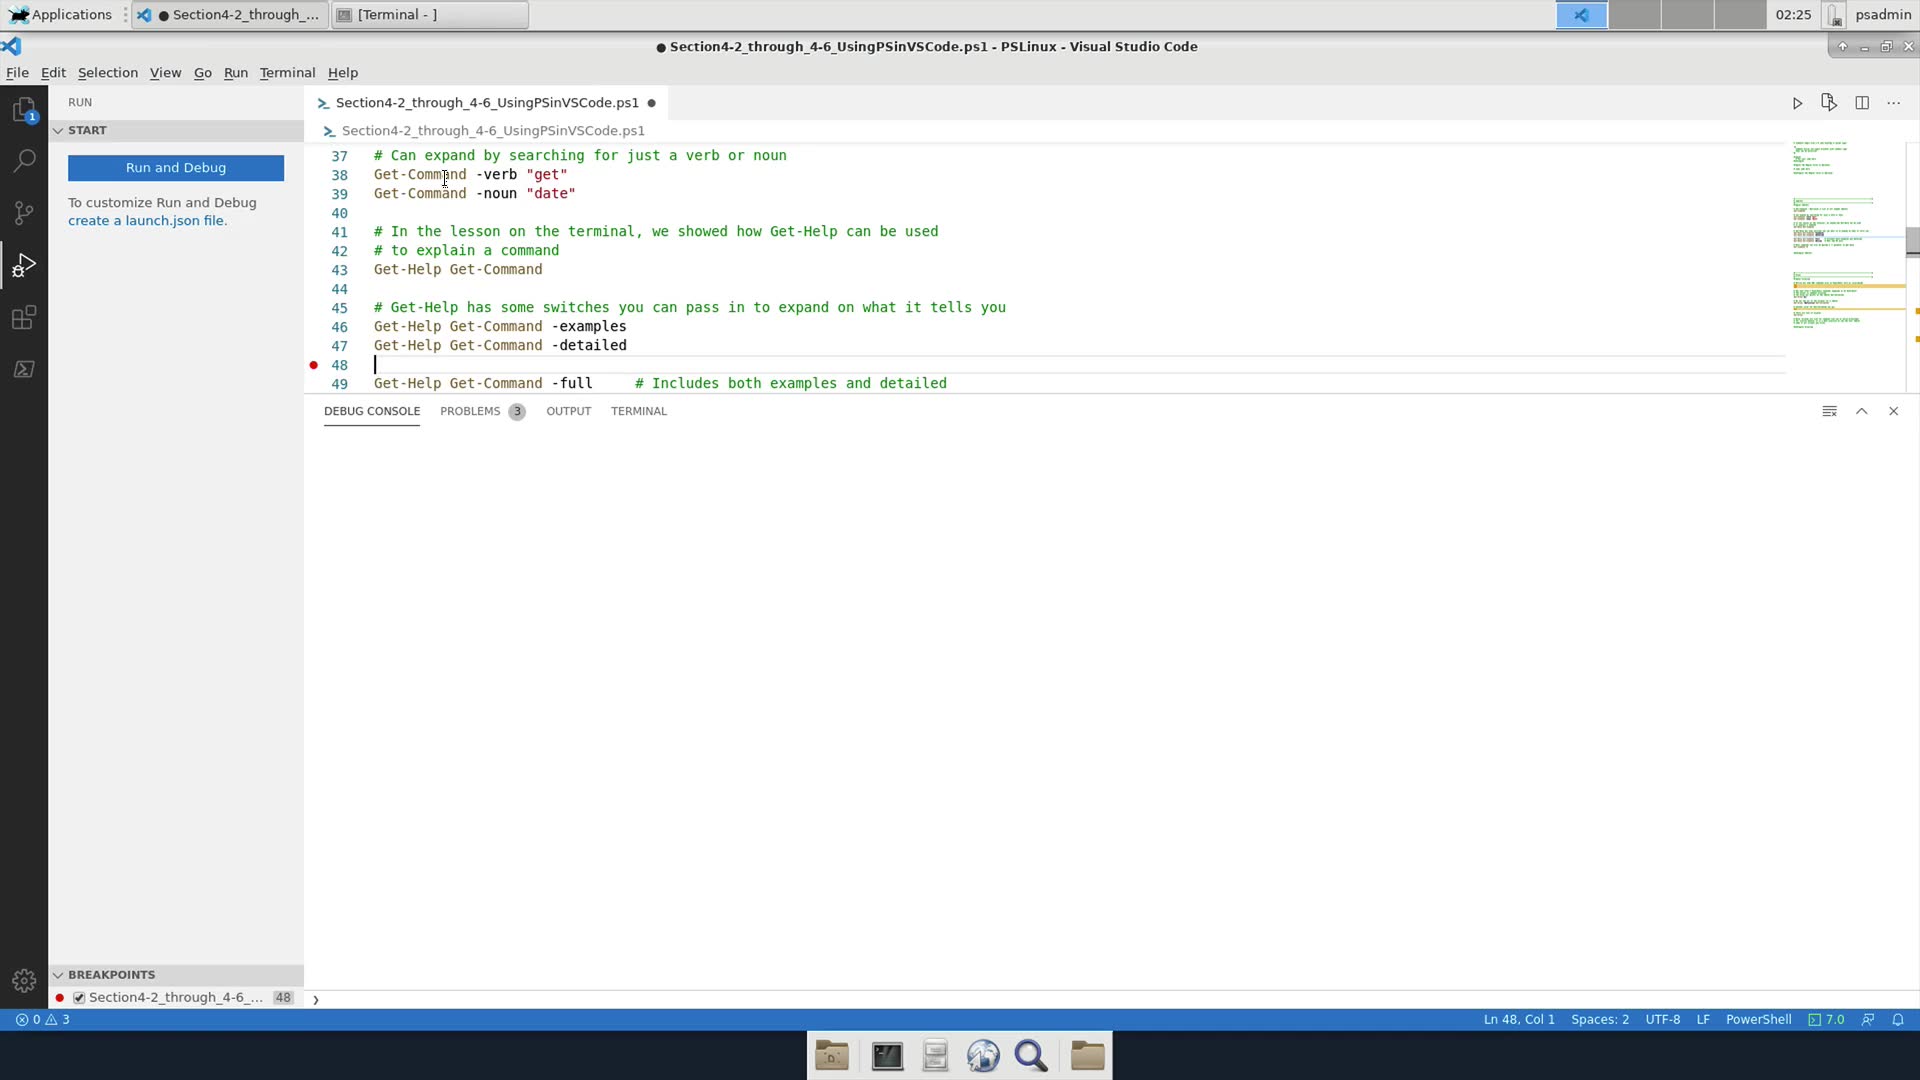 Applications
● Section4-2_through_...
[Terminal - ]
02:25
psadmin
● Section4-2_through_4-6_UsingPSinVSCode.ps1 - PSLinux - Visual Studio Code
File Edit Selection View Go Run Terminal Help
1
RUN
START
Run and Debug
To customize Run and Debug
create a launch.json file.
Section4-2_through_4-6_UsingPSinVSCode.ps1 ●
Section4-2_through_4-6_UsingPSinVSCode.ps1
37 # Can expand by searching for just a verb or noun
38 Get-Command -verb "get"
39 Get-Command -noun "date"
40
41 # In the lesson on the terminal, we showed how Get-Help can be used
42 # to explain a command
43 Get-Help Get-Command
44
45 # Get-Help has some switches you can pass in to expand on what it tells you
46 Get-Help Get-Command -examples
47 Get-Help Get-Command -detailed
48
49 Get-Help Get-Command -full # Includes both examples and detailed
DEBUG CONSOLE PROBLEMS 3 OUTPUT TERMINAL
BREAKPOINTS
Section4-2_through_4-6_... 48
0 3
Ln 48, Col 1 Spaces: 2 UTF-8 LF PowerShell 7.0